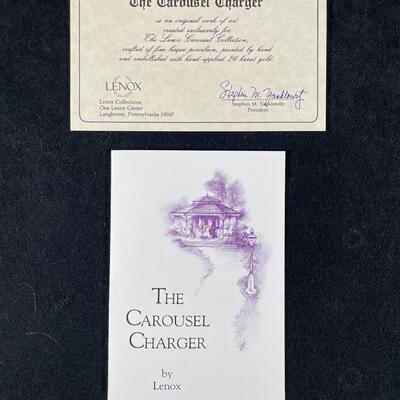 The Carousel Charger
is an original work of art
created exclusively for
The Lenox Carousel Collection,
crafted of fine bisque porcelain, painted by hand
and embellished with hand-applied 24 karat gold.
LENOX
Lenox Collections
One Lenox Center
Langhorne, Pennsylvania 19047
Stephen M. Yanklowitz
Stephen M. Yanklowitz
President
THE
CAROUSEL
CHARGER
by
Lenox